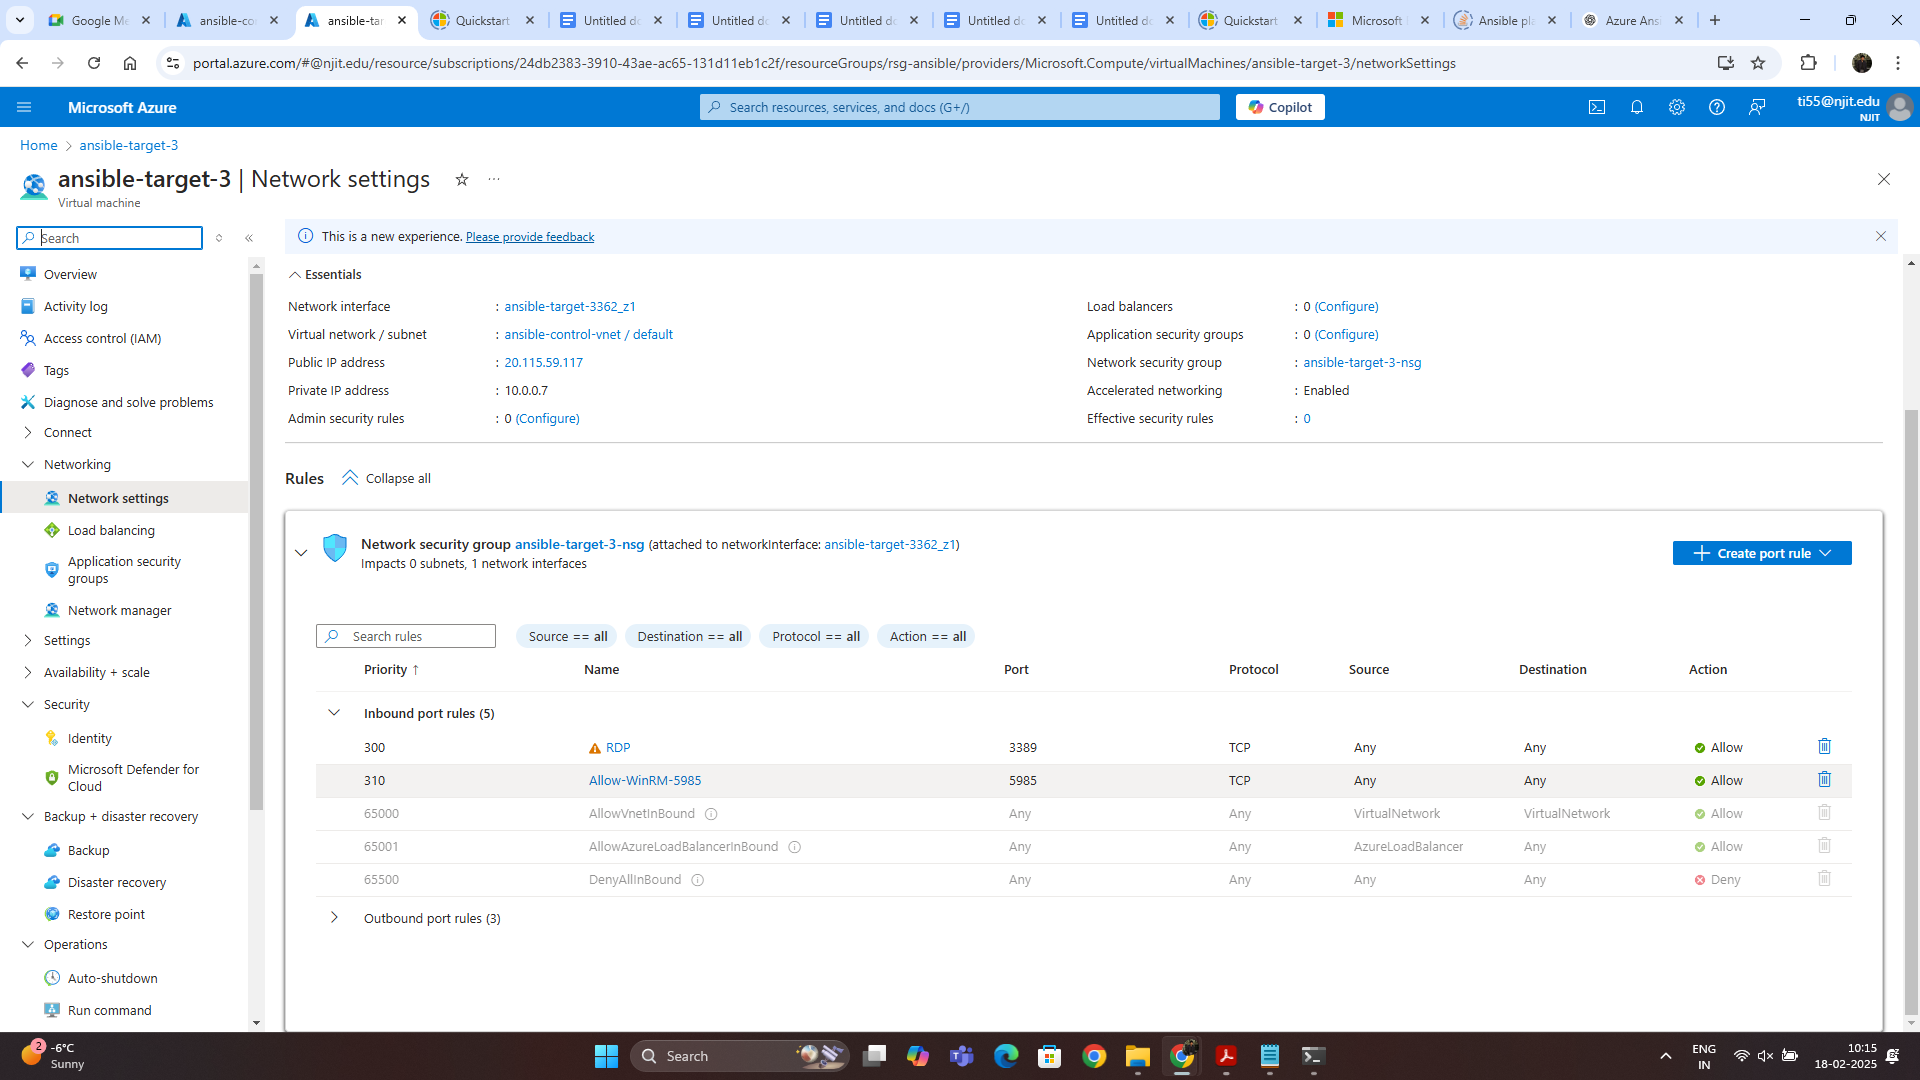 Google Me
ansible-co
ansible-tar
Quickstart
Untitled do
Untitled do
Untitled do
Untitled do
Untitled do
Quickstart
Microsoft
Ansible pla
Azure Ansi
portal.azure.com/#@njit.edu/resource/subscriptions/24db2383-3910-43ae-ac65-131d11eb1c2f/resourceGroups/rsg-ansible/providers/Microsoft.Compute/virtualMachines/ansible-target-3/networkSettings
Microsoft Azure
Search resources, services, and docs (G+/)
Copilot
ti55@njit.edu
NJIT
Home > ansible-target-3
ansible-target-3 | Network settings
Virtual machine
Search
Overview
Activity log
Access control (IAM)
Tags
Diagnose and solve problems
Connect
Networking
Network settings
Load balancing
Application security
groups
Network manager
Settings
Availability + scale
Security
Identity
Microsoft Defender for
Cloud
Backup + disaster recovery
Backup
Disaster recovery
Restore point
Operations
Auto-shutdown
Run command
This is a new experience. Please provide feedback
Essentials
Network interface : ansible-target-3362_z1
Virtual network / subnet : ansible-control-vnet / default
Public IP address : 20.115.59.117
Private IP address : 10.0.0.7
Admin security rules : 0 (Configure)
Load balancers : 0 (Configure)
Application security groups : 0 (Configure)
Network security group : ansible-target-3-nsg
Accelerated networking : Enabled
Effective security rules : 0
Rules Collapse all
Network security group ansible-target-3-nsg (attached to networkInterface: ansible-target-3362_z1)
Impacts 0 subnets, 1 network interfaces
Create port rule
Search rules
Source == all
Destination == all
Protocol == all
Action == all
Priority ↑ Name Port Protocol Source Destination Action
Inbound port rules (5)
300 RDP 3389 TCP Any Any Allow
310 Allow-WinRM-5985 5985 TCP Any Any Allow
65000 AllowVnetInBound Any Any VirtualNetwork VirtualNetwork Allow
65001 AllowAzureLoadBalancerInBound Any Any AzureLoadBalancer Any Allow
65500 DenyAllInBound Any Any Any Any Deny
Outbound port rules (3)
2
-6°C
Sunny
Search
ENG
IN
10:15
18-02-2025